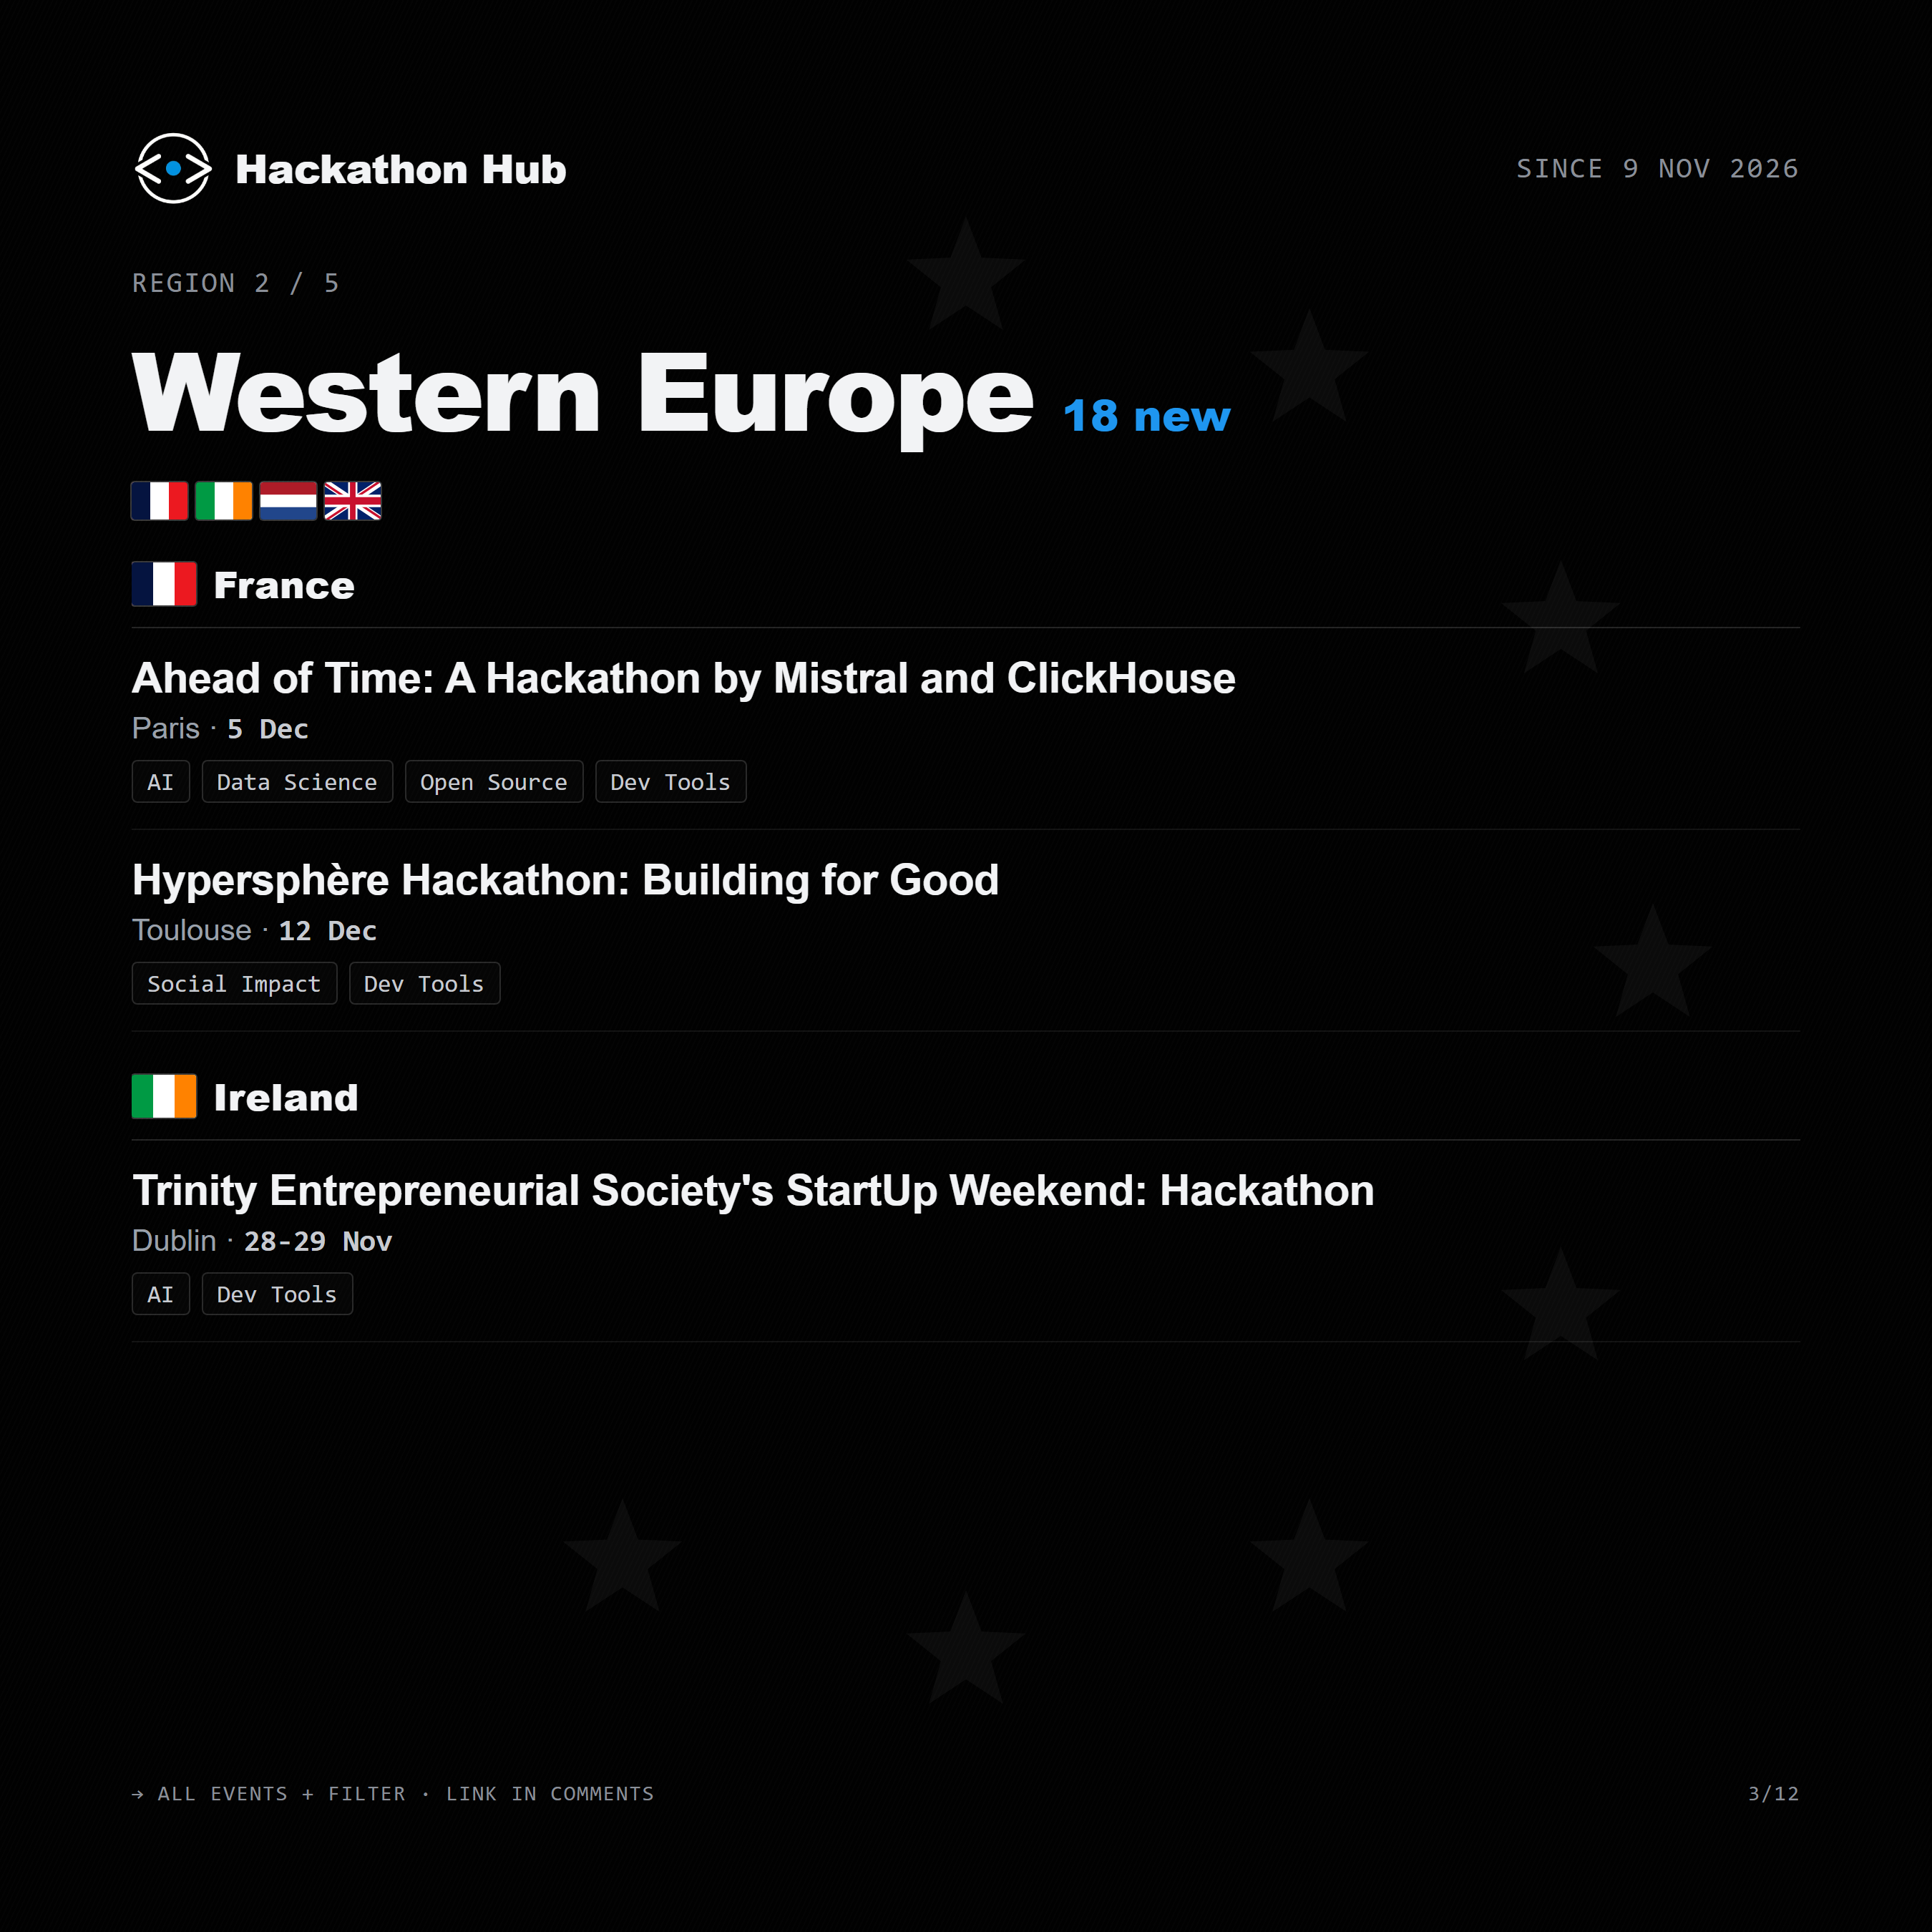 Hackathon Hub
SINCE 9 NOV 2026
REGION 2 / 5
Western Europe 18 new
France
Ahead of Time: A Hackathon by Mistral and ClickHouse
Paris · 5 Dec
AI Data Science Open Source Dev Tools
Hypersphère Hackathon: Building for Good
Toulouse · 12 Dec
Social Impact Dev Tools
Ireland
Trinity Entrepreneurial Society's StartUp Weekend: Hackathon
Dublin · 28-29 Nov
AI Dev Tools
→ ALL EVENTS + FILTER · LINK IN COMMENTS
3/12